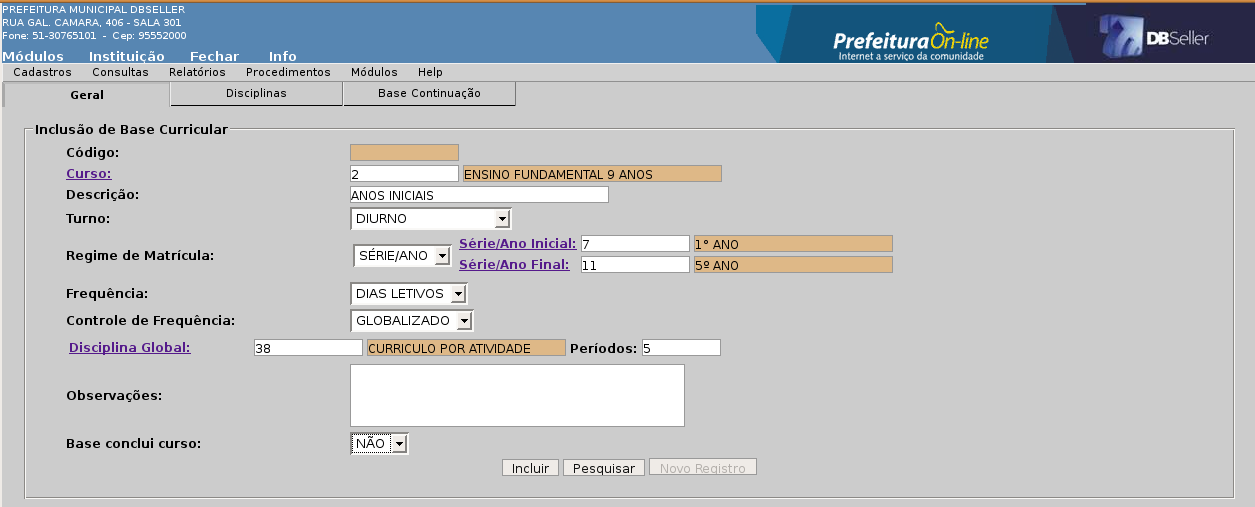 PREFEITURA MUNICIPAL DBSELLER
RUA GAL. CAMARA, 406 - SALA 301
Fone: 51-30765101 - Cep: 95552000
Prefeitura On-line
Internet a serviço da comunidade
DBSeller
Módulos Instituição Fechar Info
Cadastros Consultas Relatórios Procedimentos Módulos Help
Geral Disciplinas Base Continuação
Inclusão de Base Curricular
Código:
Curso: 2 ENSINO FUNDAMENTAL 9 ANOS
Descrição: ANOS INICIAIS
Turno: DIURNO
Regime de Matrícula: SÉRIE/ANO
Série/Ano Inicial: 7 1° ANO
Série/Ano Final: 11 5º ANO
Frequência: DIAS LETIVOS
Controle de Frequência: GLOBALIZADO
Disciplina Global: 38 CURRICULO POR ATIVIDADE Períodos: 5
Observações:
Base conclui curso: NÃO
Incluir Pesquisar Novo Registro